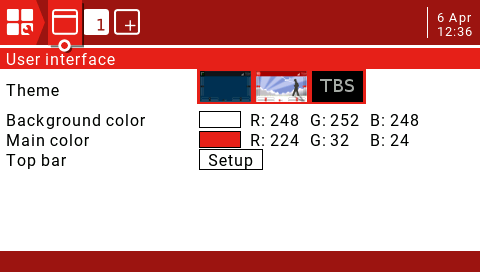 1 +
6 Apr
12:36
User interface
Theme TBS
Background color R: 248 G: 252 B: 248
Main color R: 224 G: 32 B: 24
Top bar Setup